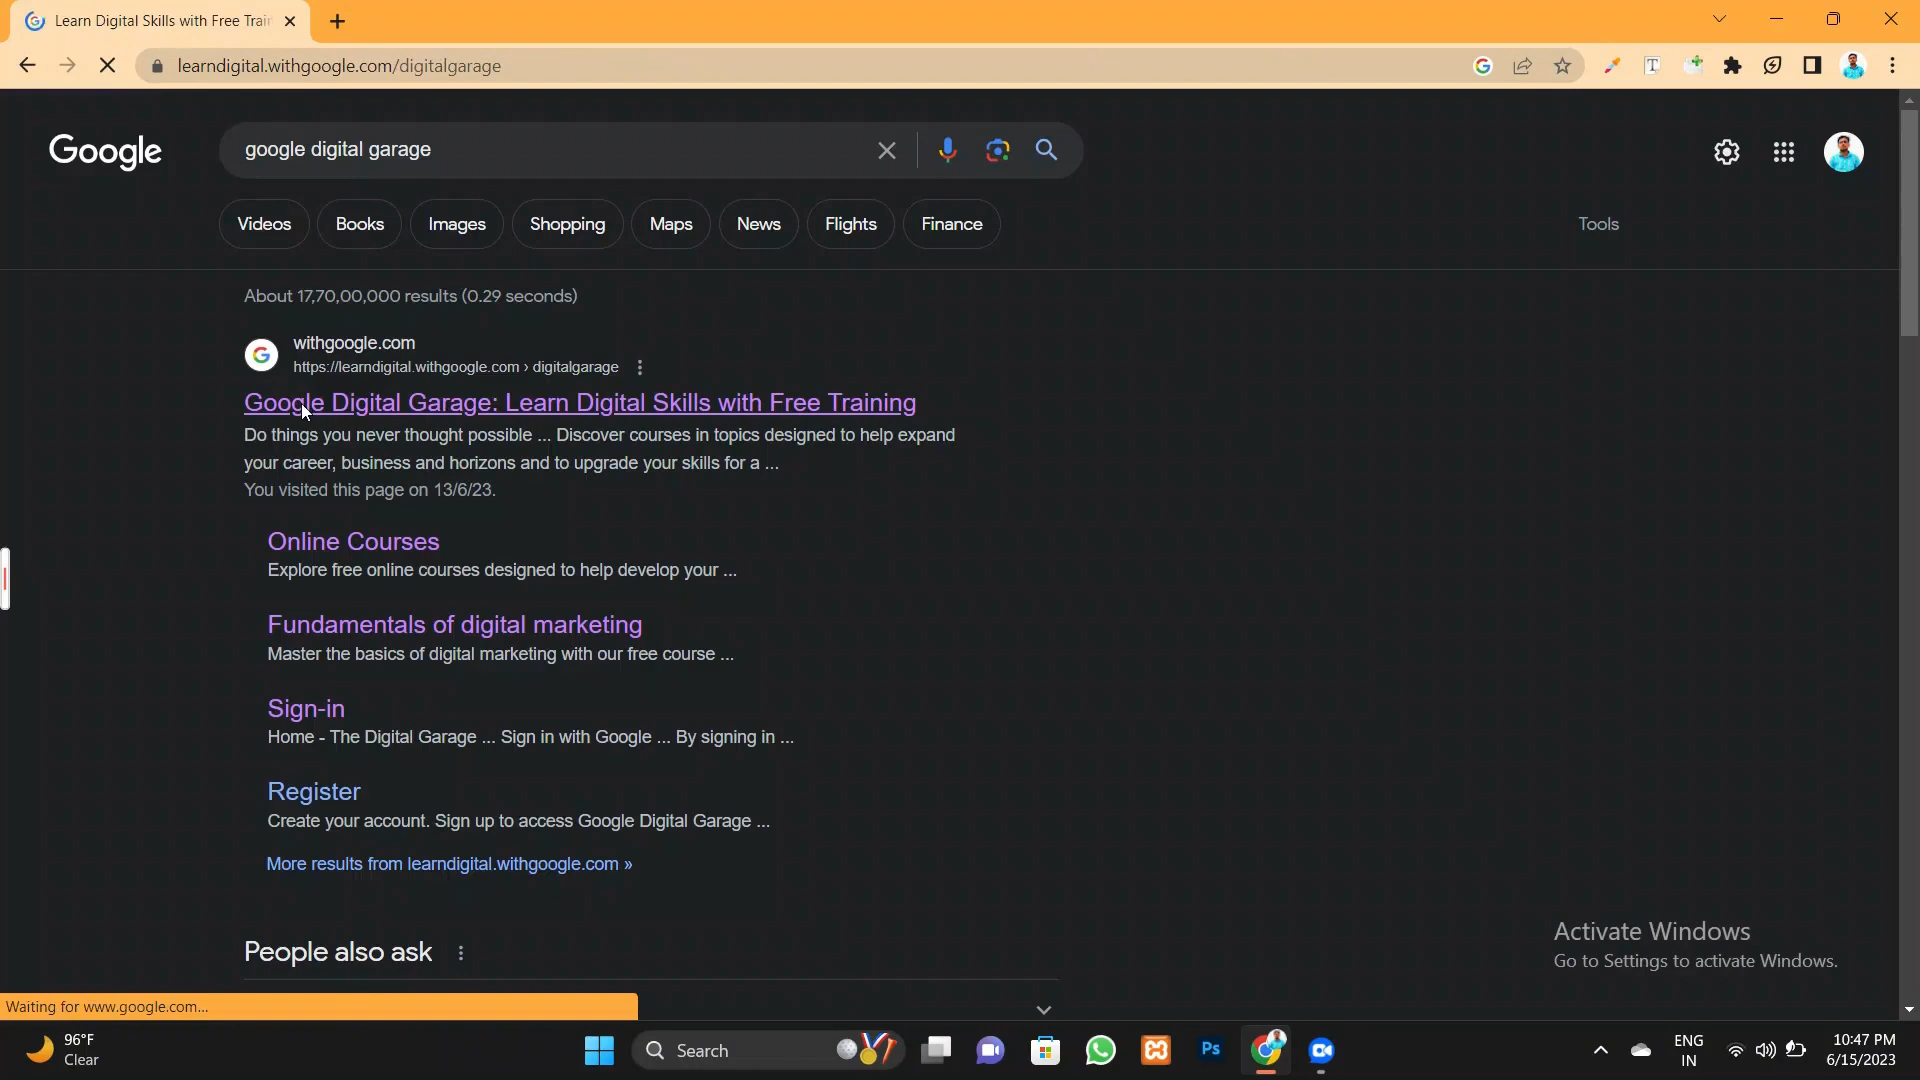 Learn Digital Skills with Free Train
learndigital.withgoogle.com/digitalgarage
Google
google digital garage
Videos
Books
Images
Shopping
Maps
News
Flights
Finance
Tools
About 17,70,00,000 results (0.29 seconds)
withgoogle.com
https://learndigital.withgoogle.com › digitalgarage
Google Digital Garage: Learn Digital Skills with Free Training
Do things you never thought possible ... Discover courses in topics designed to help expand
your career, business and horizons and to upgrade your skills for a ...
You visited this page on 13/6/23.
Online Courses
Explore free online courses designed to help develop your ...
Fundamentals of digital marketing
Master the basics of digital marketing with our free course ...
Sign-in
Home - The Digital Garage ... Sign in with Google ... By signing in ...
Register
Create your account. Sign up to access Google Digital Garage ...
More results from learndigital.withgoogle.com »
People also ask
Activate Windows
Go to Settings to activate Windows.
Waiting for www.google.com...
96°F
Clear
Search
Ps
ENG
IN
10:47 PM
6/15/2023